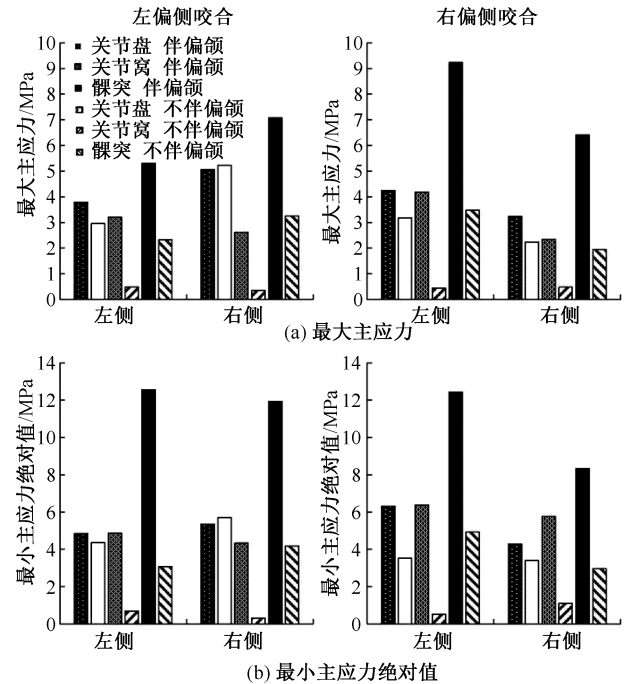 左偏侧咬合
右偏侧咬合
最大主应力/MPa
10
9
8
7
6
5
4
3
2
1
0
关节盘 伴偏颌
关节窝 伴偏颌
髁突 伴偏颌
关节盘 不伴偏颌
关节窝 不伴偏颌
髁突 不伴偏颌
左侧
右侧
最大主应力/MPa
10
9
8
7
6
5
4
3
2
1
0
左侧
右侧
(a) 最大主应力
最小主应力绝对值/MPa
14
12
10
8
6
4
2
0
左侧
右侧
最小主应力绝对值/MPa
14
12
10
8
6
4
2
0
左侧
右侧
(b) 最小主应力绝对值